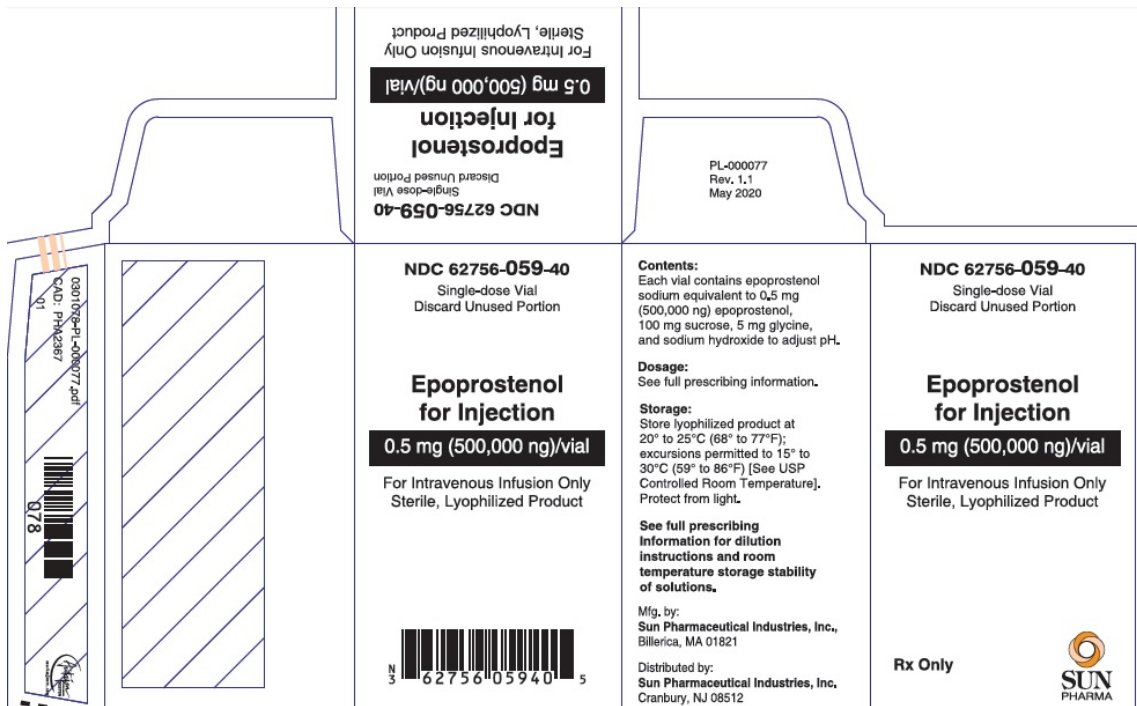 For Intravenous Infusion Only
Sterile, Lyophilized Product
0.5 mg (500,000 ng)/vial
Epoprostenol
for Injection
Single-dose Vial
Discard Unused Portion
NDC 62756-059-40
PL-000077
Rev. 1.1
May 2020
0301078-PL-000077.pdf
CAD: PHA2367
01
078
NDC 62756-059-40
Single-dose Vial
Discard Unused Portion
Epoprostenol
for Injection
0.5 mg (500,000 ng)/vial
For Intravenous Infusion Only
Sterile, Lyophilized Product
N
3 62756 05940 5
Contents:
Each vial contains epoprostenol
sodium equivalent to 0.5 mg
(500,000 ng) epoprostenol,
100 mg sucrose, 5 mg glycine,
and sodium hydroxide to adjust pH.
Dosage:
See full prescribing information.
Storage:
Store lyophilized product at
20° to 25°C (68° to 77°F);
excursions permitted to 15° to
30°C (59° to 86°F) [See USP
Controlled Room Temperature].
Protect from light.
See full prescribing
Information for dilution
instructions and room
temperature storage stability
of solutions.
Mfg. by:
Sun Pharmaceutical Industries, Inc.,
Billerica, MA 01821
Distributed by:
Sun Pharmaceutical Industries, Inc.
Cranbury, NJ 08512
NDC 62756-059-40
Single-dose Vial
Discard Unused Portion
Epoprostenol
for Injection
0.5 mg (500,000 ng)/vial
For Intravenous Infusion Only
Sterile, Lyophilized Product
Rx Only
SUN
PHARMA